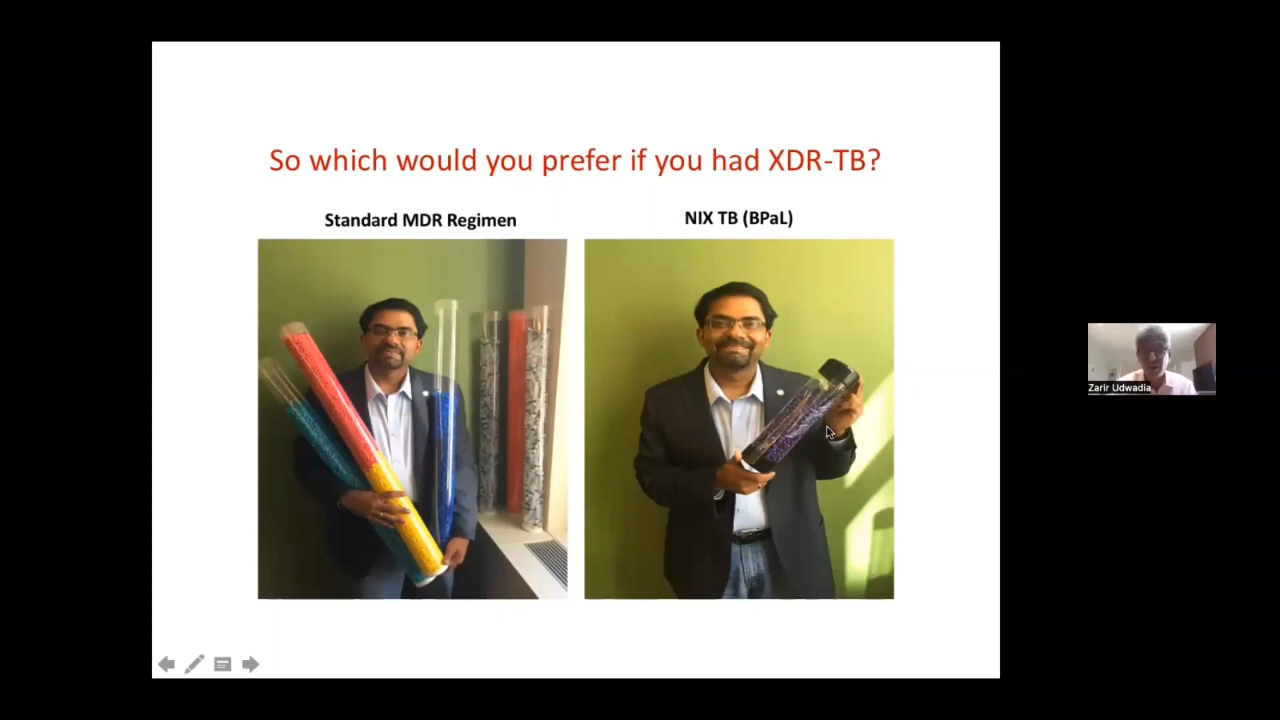 So which would you prefer if you had XDR-TB?
Standard MDR Regimen
NIX TB (BPaL)
Zarir Udwadia